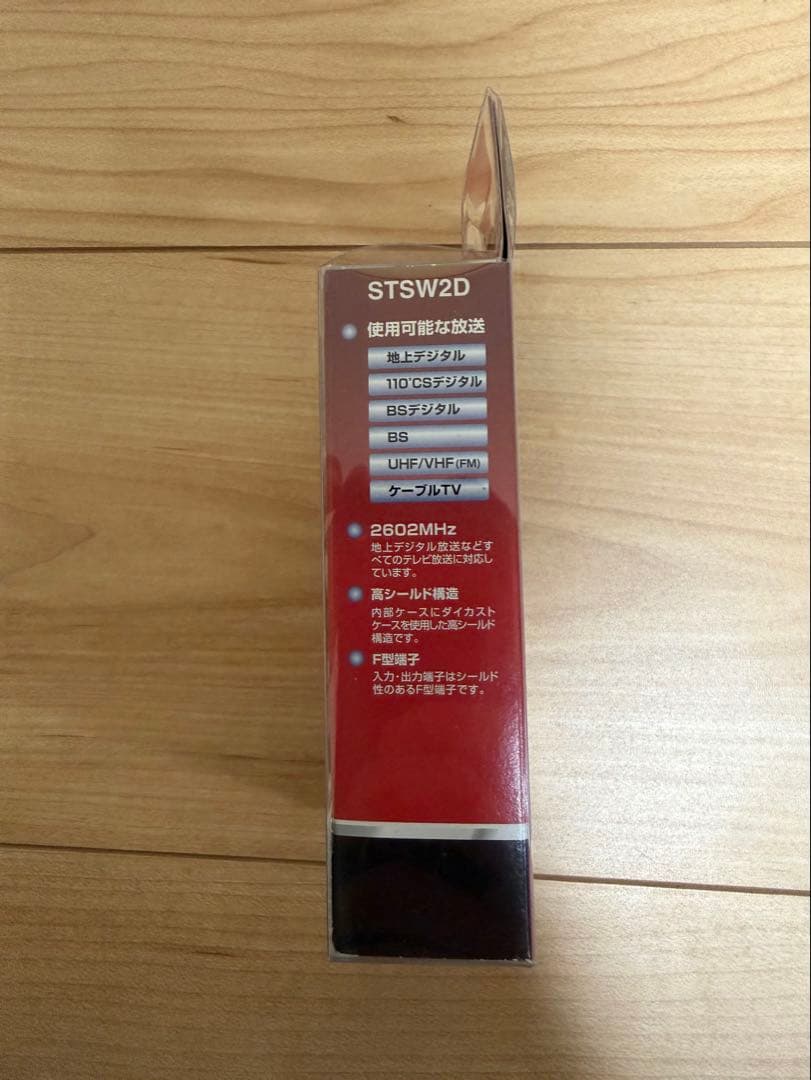 STSW2D
使用可能な放送
地上デジタル
110°CSデジタル
BSデジタル
BS
UHF/VHF(FM)
ケーブルTV
2602MHz
地上デジタル放送などす
べてのテレビ放送に対応し
ています。
高シールド構造
内部ケースにダイカスト
ケースを使用した高シールド
構造です。
F型端子
入力・出力端子はシールド
性のあるF型端子です。